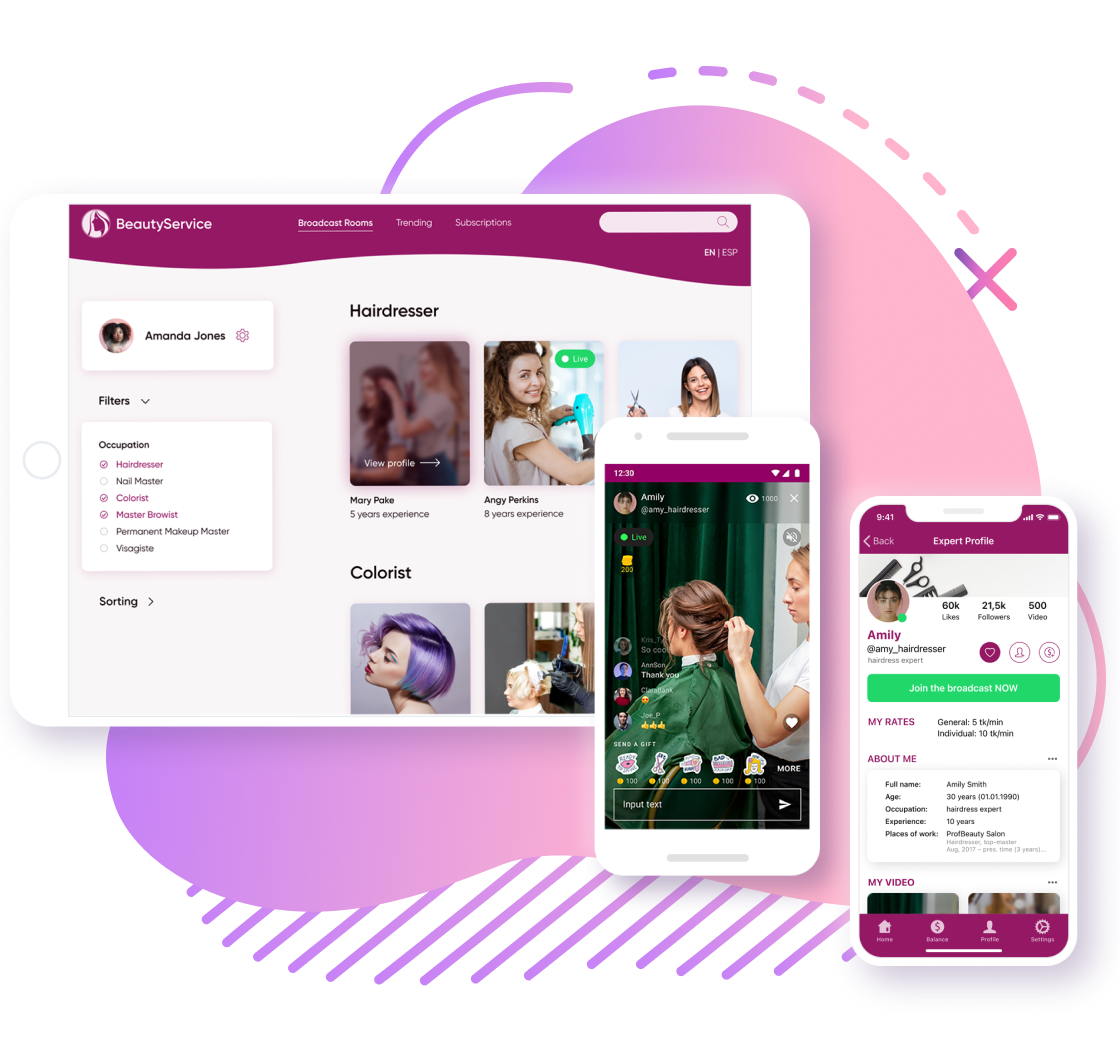 BeautyService
Broadcast Rooms
Trending
Subscriptions
EN | ESP
Amanda Jones
Filters
Occupation
Hairdresser
Nail Master
Colorist
Master Browist
Permanent Makeup Master
Visagiste
Sorting
Hairdresser
Live
View profile
Mary Pake
5 years experience
Angy Perkins
8 years experience
Colorist
12:30
Amily
@amy_hairdresser
1000
Live
200
Kris_T
So cool
AnnSon
Thank you
ClaraBank
Joe_P
SEND A GIFT
MORE
100
100
100
100
100
Input text
9:41
Back
Expert Profile
60k
Likes
21,5k
Followers
500
Video
Amily
@amy_hairdresser
hairdress expert
Join the broadcast NOW
MY RATES
General: 5 tk/min
Individual: 10 tk/min
ABOUT ME
Full name: Amily Smith
Age: 30 years (01.01.1990)
Occupation: hairdress expert
Experience: 10 years
Places of work: ProfBeauty Salon
Hairdresser, top-master
Aug, 2017 – pres. time (3 years)...
MY VIDEO
Home
Balance
Profile
Settings